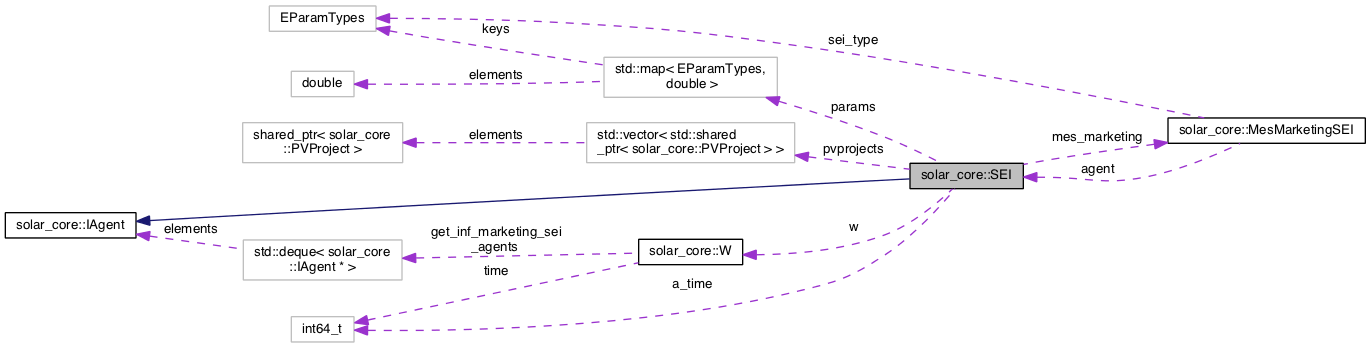 EParamTypes
keys
sei_type
std::map< EParamTypes,
double >
double
elements
params
shared_ptr< solar_core
::PVProject >
elements
std::vector< std::shared
_ptr< solar_core::PVProject > >
pvprojects
solar_core::MesMarketingSEI
mes_marketing
agent
solar_core::SEI
solar_core::IAgent
elements
std::deque< solar_core
::IAgent * >
get_inf_marketing_sei
_agents
solar_core::W
w
time
a_time
int64_t